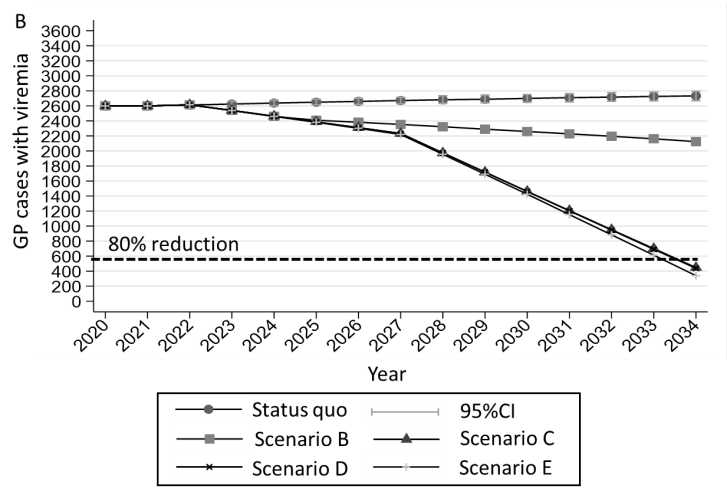 B
GP cases with viremia
3600
3400
3200
3000
2800
2600
2400
2200
2000
1800
1600
1400
1200
1000
800
600
400
200
0
80% reduction
2020 2021 2022 2023 2024 2025 2026 2027 2028 2029 2030 2031 2032 2033 2034
Year
Status quo 95%CI
Scenario B Scenario C
Scenario D Scenario E